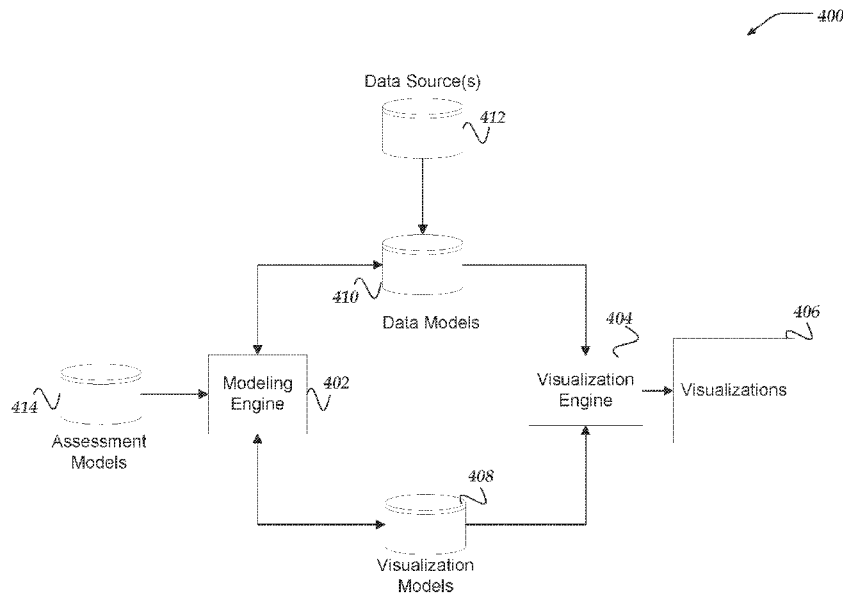 400
Data Source(s)
412
410
Data Models
404
406
Modeling
Engine
402
Visualization
Engine
Visualizations
414
Assessment
Models
408
Visualization
Models